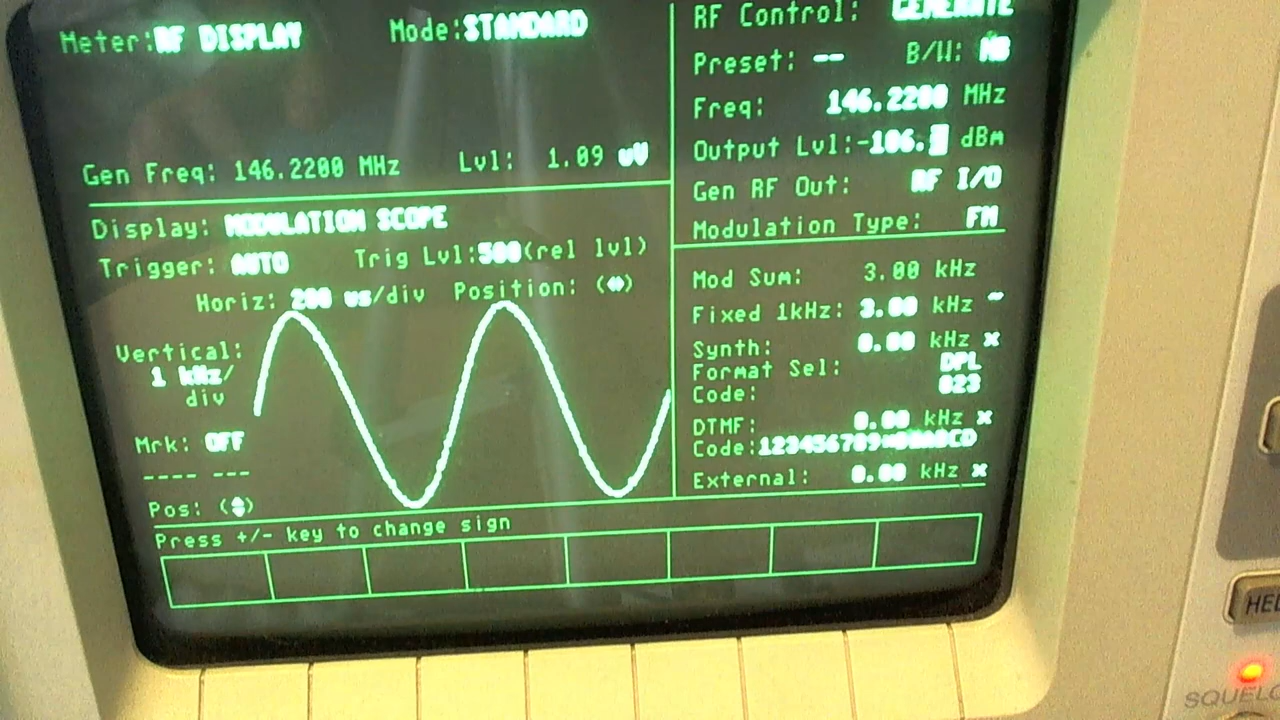 Meter:RF DISPLAY Mode:STANDARD
Gen Freq: 146.2200 MHz Lvl: 1.09 uV
Display: MODULATION SCOPE
Trigger: AUTO Trig Lvl:500(rel lvl)
Horiz: 200 us/div Position: (↔)
Vertical:
1 kHz/
div
Mrk: OFF
---- ---
Pos: (↕)
Press +/- key to change sign
RF Control: GENERATE
Preset: -- B/W: NB
Freq: 146.2200 MHz
Output Lvl:-106. dBm
Gen RF Out: RF I/O
Modulation Type: FM
Mod Sum: 3.00 kHz
Fixed 1kHz: 3.00 kHz ~
Synth: 0.00 kHz x
Format Sel: DPL
Code: 023
DTMF: 0.00 kHz x
Code:123456789*0#ABCD
External: 0.00 kHz x
SQUELC